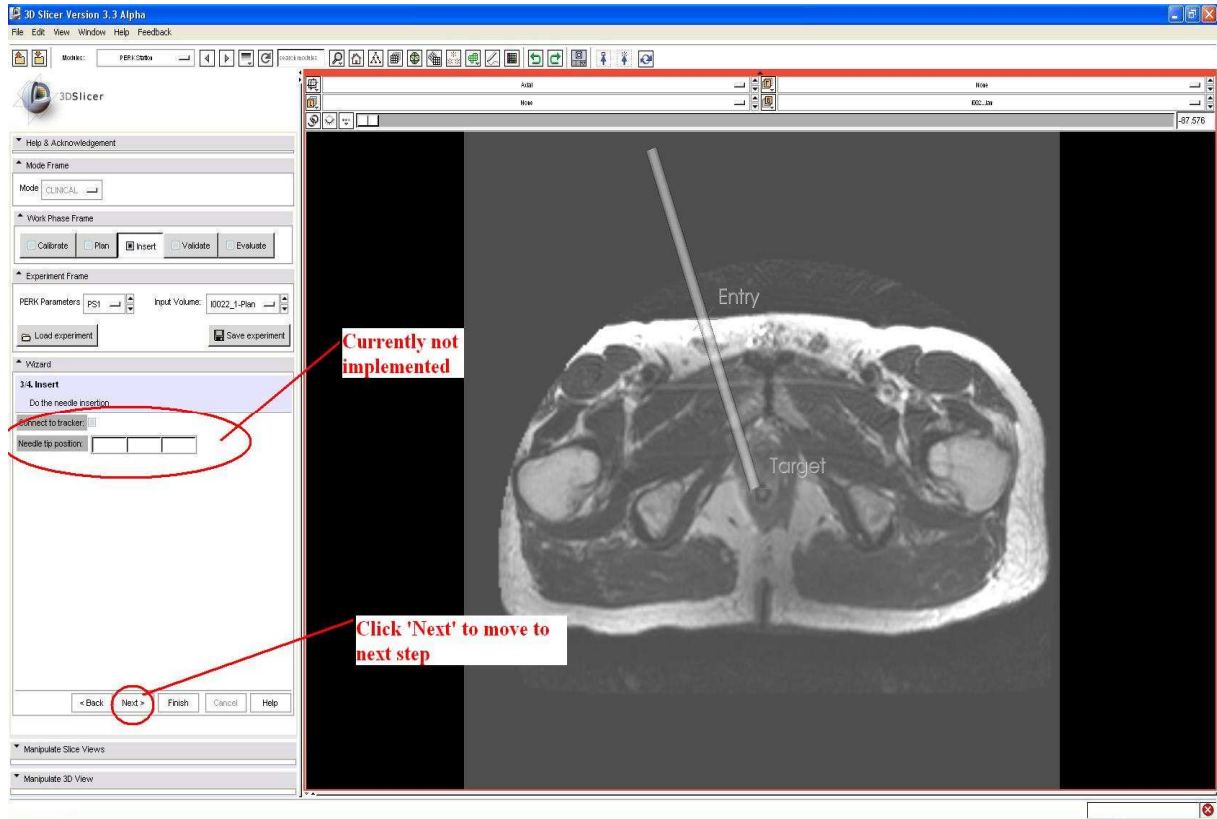 3D Slicer Version 3.3 Alpha
File Edit View Window Help Feedback
Modules: PERK Station search modules
3DSlicer
Axial None
None
-87.576
Help & Acknowledgement
Mode Frame
Mode CLINICAL
Work Phase Frame
Calibrate Plan Insert Validate Evaluate
Experiment Frame
PERK Parameters PS1 Input Volume: I0022_1-Plan
Load experiment Save experiment
Wizard
3/4. Insert
Do the needle insertion
Connect to tracker:
Needle tip position:
Currently not
implemented
Entry
Target
Click 'Next' to move to
next step
< Back Next > Finish Cancel Help
Manipulate Slice Views
Manipulate 3D View